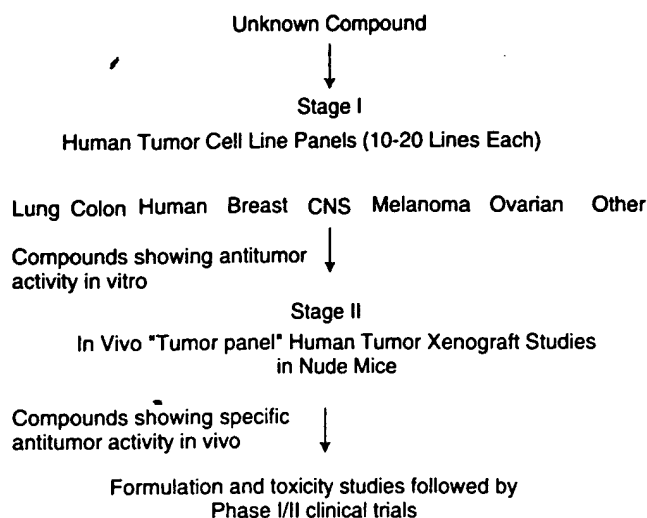 Unknown Compound
Stage I
Human Tumor Cell Line Panels (10-20 Lines Each)
Lung Colon Human Breast CNS Melanoma Ovarian Other
Compounds showing antitumor
activity in vitro
Stage II
In Vivo "Tumor panel" Human Tumor Xenograft Studies
in Nude Mice
Compounds showing specific
antitumor activity in vivo
Formulation and toxicity studies followed by
Phase I/II clinical trials